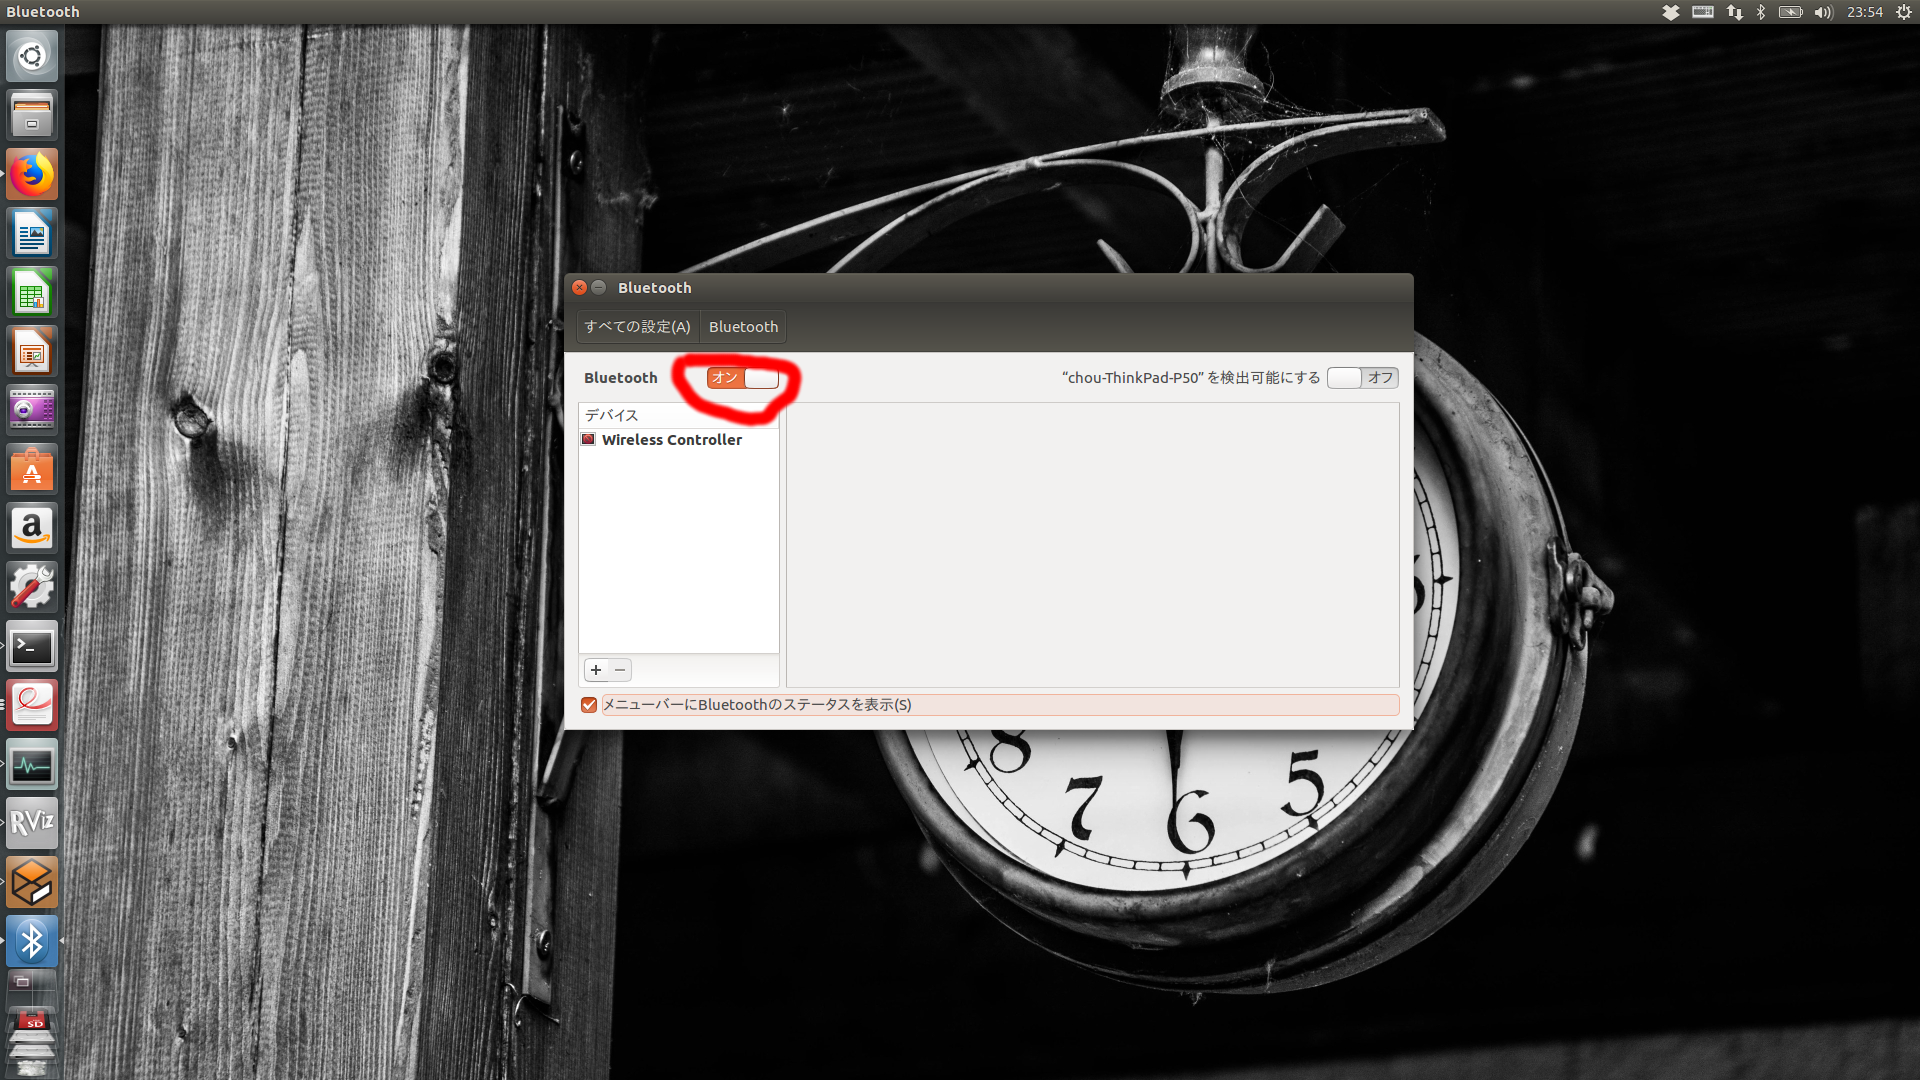 Bluetooth
23:54
Bluetooth
すべての設定(A)
Bluetooth
Bluetooth
オン
“chou-ThinkPad-P50” を検出可能にする
オフ
デバイス
Wireless Controller
メニューバーにBluetoothのステータスを表示(S)
A
a
>_
RViz
SD
8
7
6
5